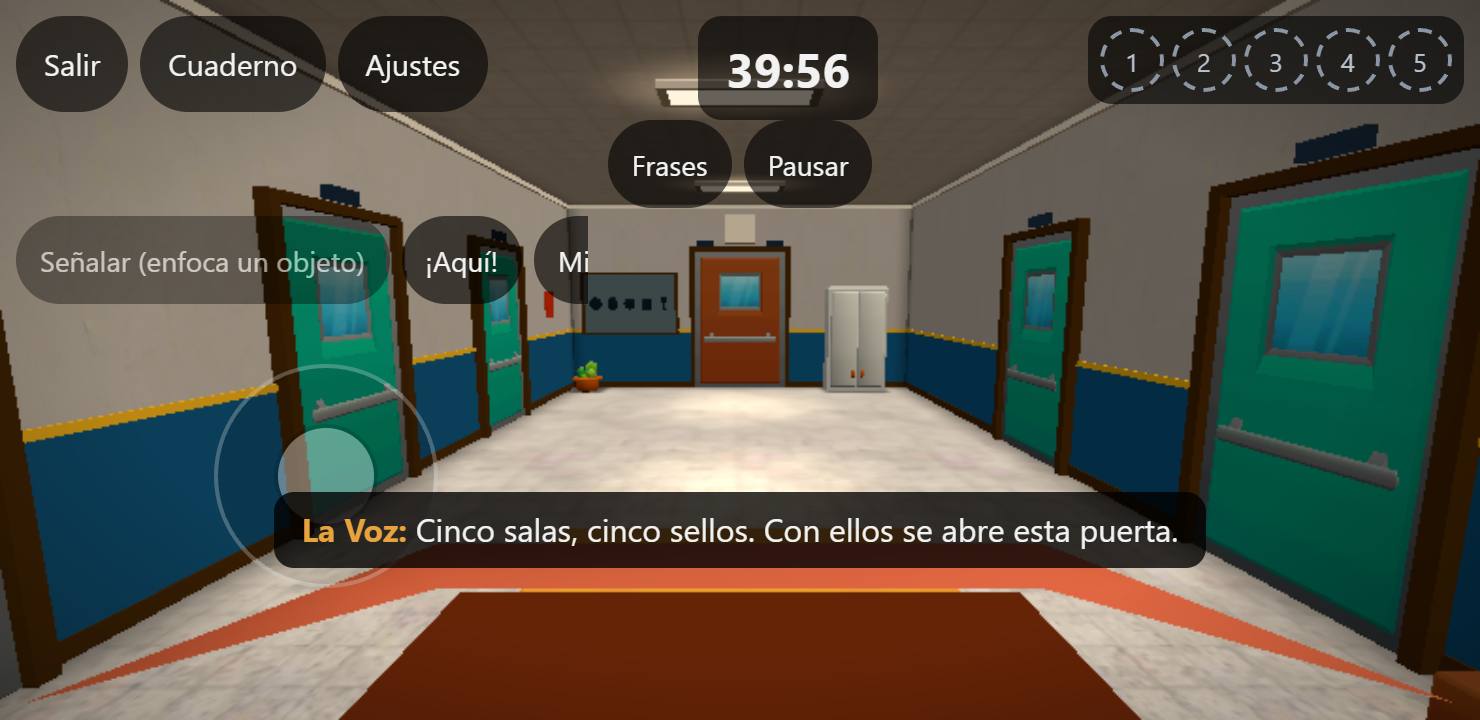 Salir
Cuaderno
Ajustes
39:56
1 2 3 4 5
Frases
Pausar
Señalar (enfoca un objeto)
¡Aquí!
Mi
La Voz: Cinco salas, cinco sellos. Con ellos se abre esta puerta.